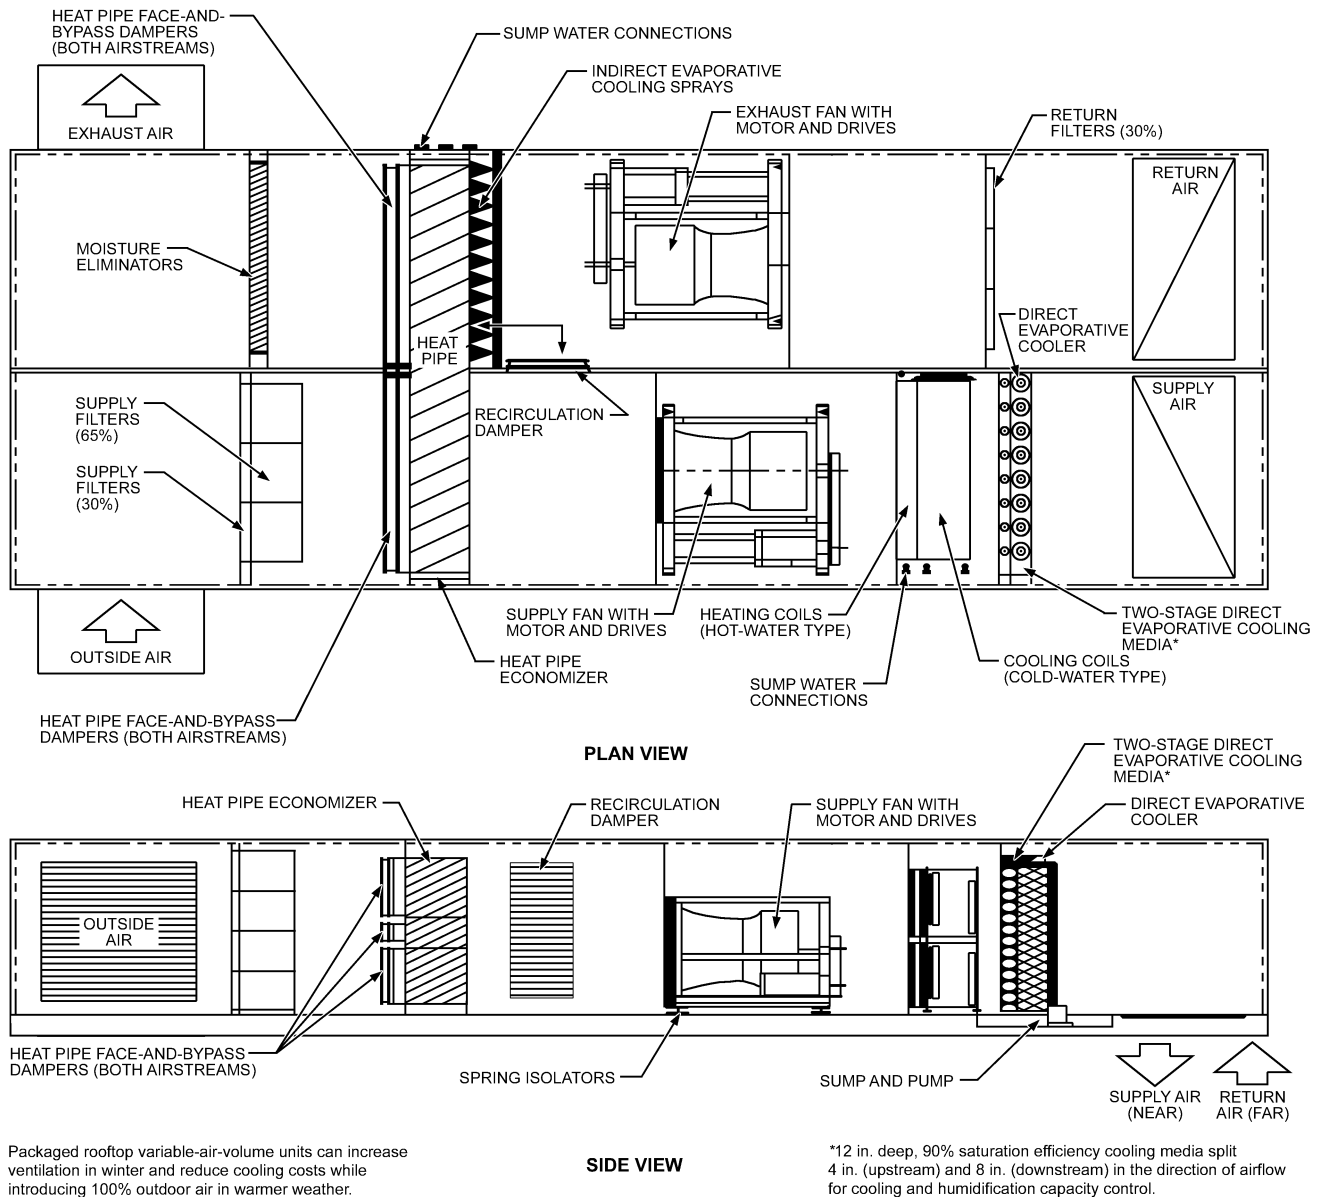 HEAT PIPE FACE-AND-
BYPASS DAMPERS
(BOTH AIRSTREAMS)
SUMP WATER CONNECTIONS
INDIRECT EVAPORATIVE
COOLING SPRAYS
EXHAUST FAN WITH
MOTOR AND DRIVES
RETURN
FILTERS (30%)
EXHAUST AIR
RETURN
AIR
MOISTURE
ELIMINATORS
DIRECT
EVAPORATIVE
COOLER
HEAT
PIPE
SUPPLY
AIR
SUPPLY
FILTERS
(65%)
RECIRCULATION
DAMPER
SUPPLY
FILTERS
(30%)
SUPPLY FAN WITH
MOTOR AND DRIVES
HEATING COILS
(HOT-WATER TYPE)
TWO-STAGE DIRECT
EVAPORATIVE COOLING
MEDIA*
OUTSIDE AIR
HEAT PIPE
ECONOMIZER
COOLING COILS
(COLD-WATER TYPE)
SUMP WATER
CONNECTIONS
HEAT PIPE FACE-AND-BYPASS
DAMPERS (BOTH AIRSTREAMS)
PLAN VIEW
TWO-STAGE DIRECT
EVAPORATIVE COOLING
MEDIA*
HEAT PIPE ECONOMIZER
RECIRCULATION
DAMPER
SUPPLY FAN WITH
MOTOR AND DRIVES
DIRECT EVAPORATIVE
COOLER
OUTSIDE
AIR
HEAT PIPE FACE-AND-BYPASS
DAMPERS (BOTH AIRSTREAMS)
SPRING ISOLATORS
SUMP AND PUMP
SUPPLY AIR
(NEAR)
RETURN
AIR (FAR)
Packaged rooftop variable-air-volume units can increase
ventilation in winter and reduce cooling costs while
introducing 100% outdoor air in warmer weather.
SIDE VIEW
*12 in. deep, 90% saturation efficiency cooling media split
4 in. (upstream) and 8 in. (downstream) in the direction of airflow
for cooling and humidification capacity control.